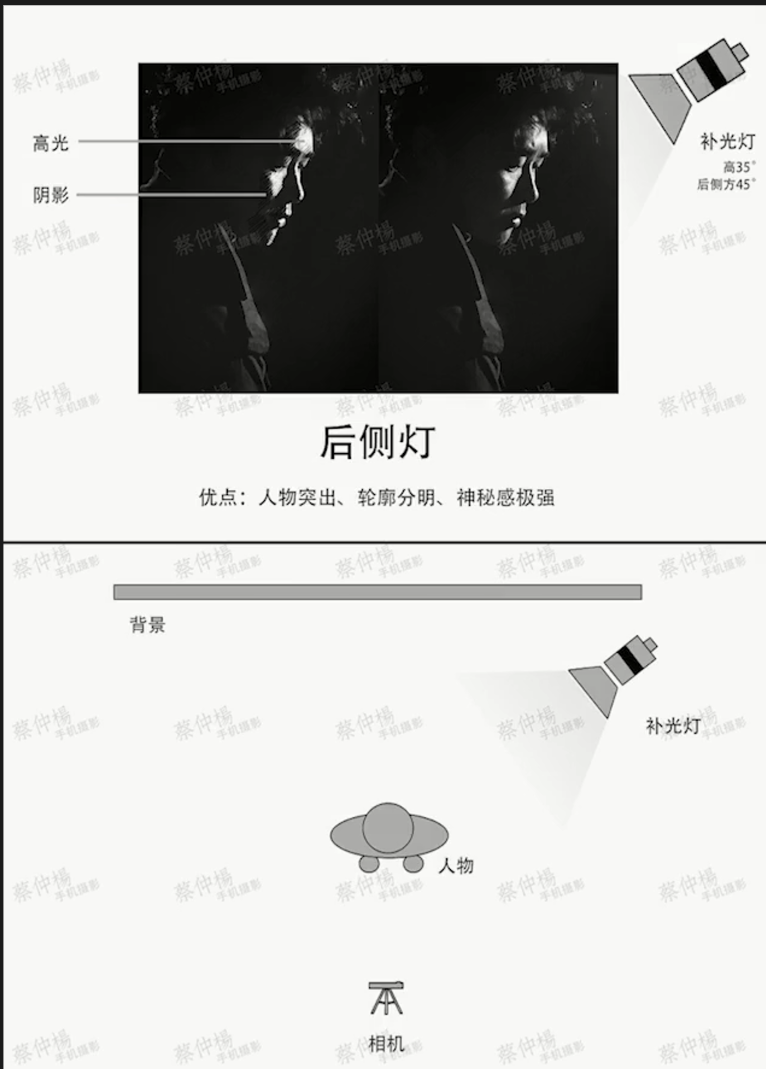 高光
阴影
补光灯
高35°
后侧方45°
后侧灯
优点：人物突出、轮廓分明、神秘感极强
背景
补光灯
人物
相机
蔡仲楊
手机摄影